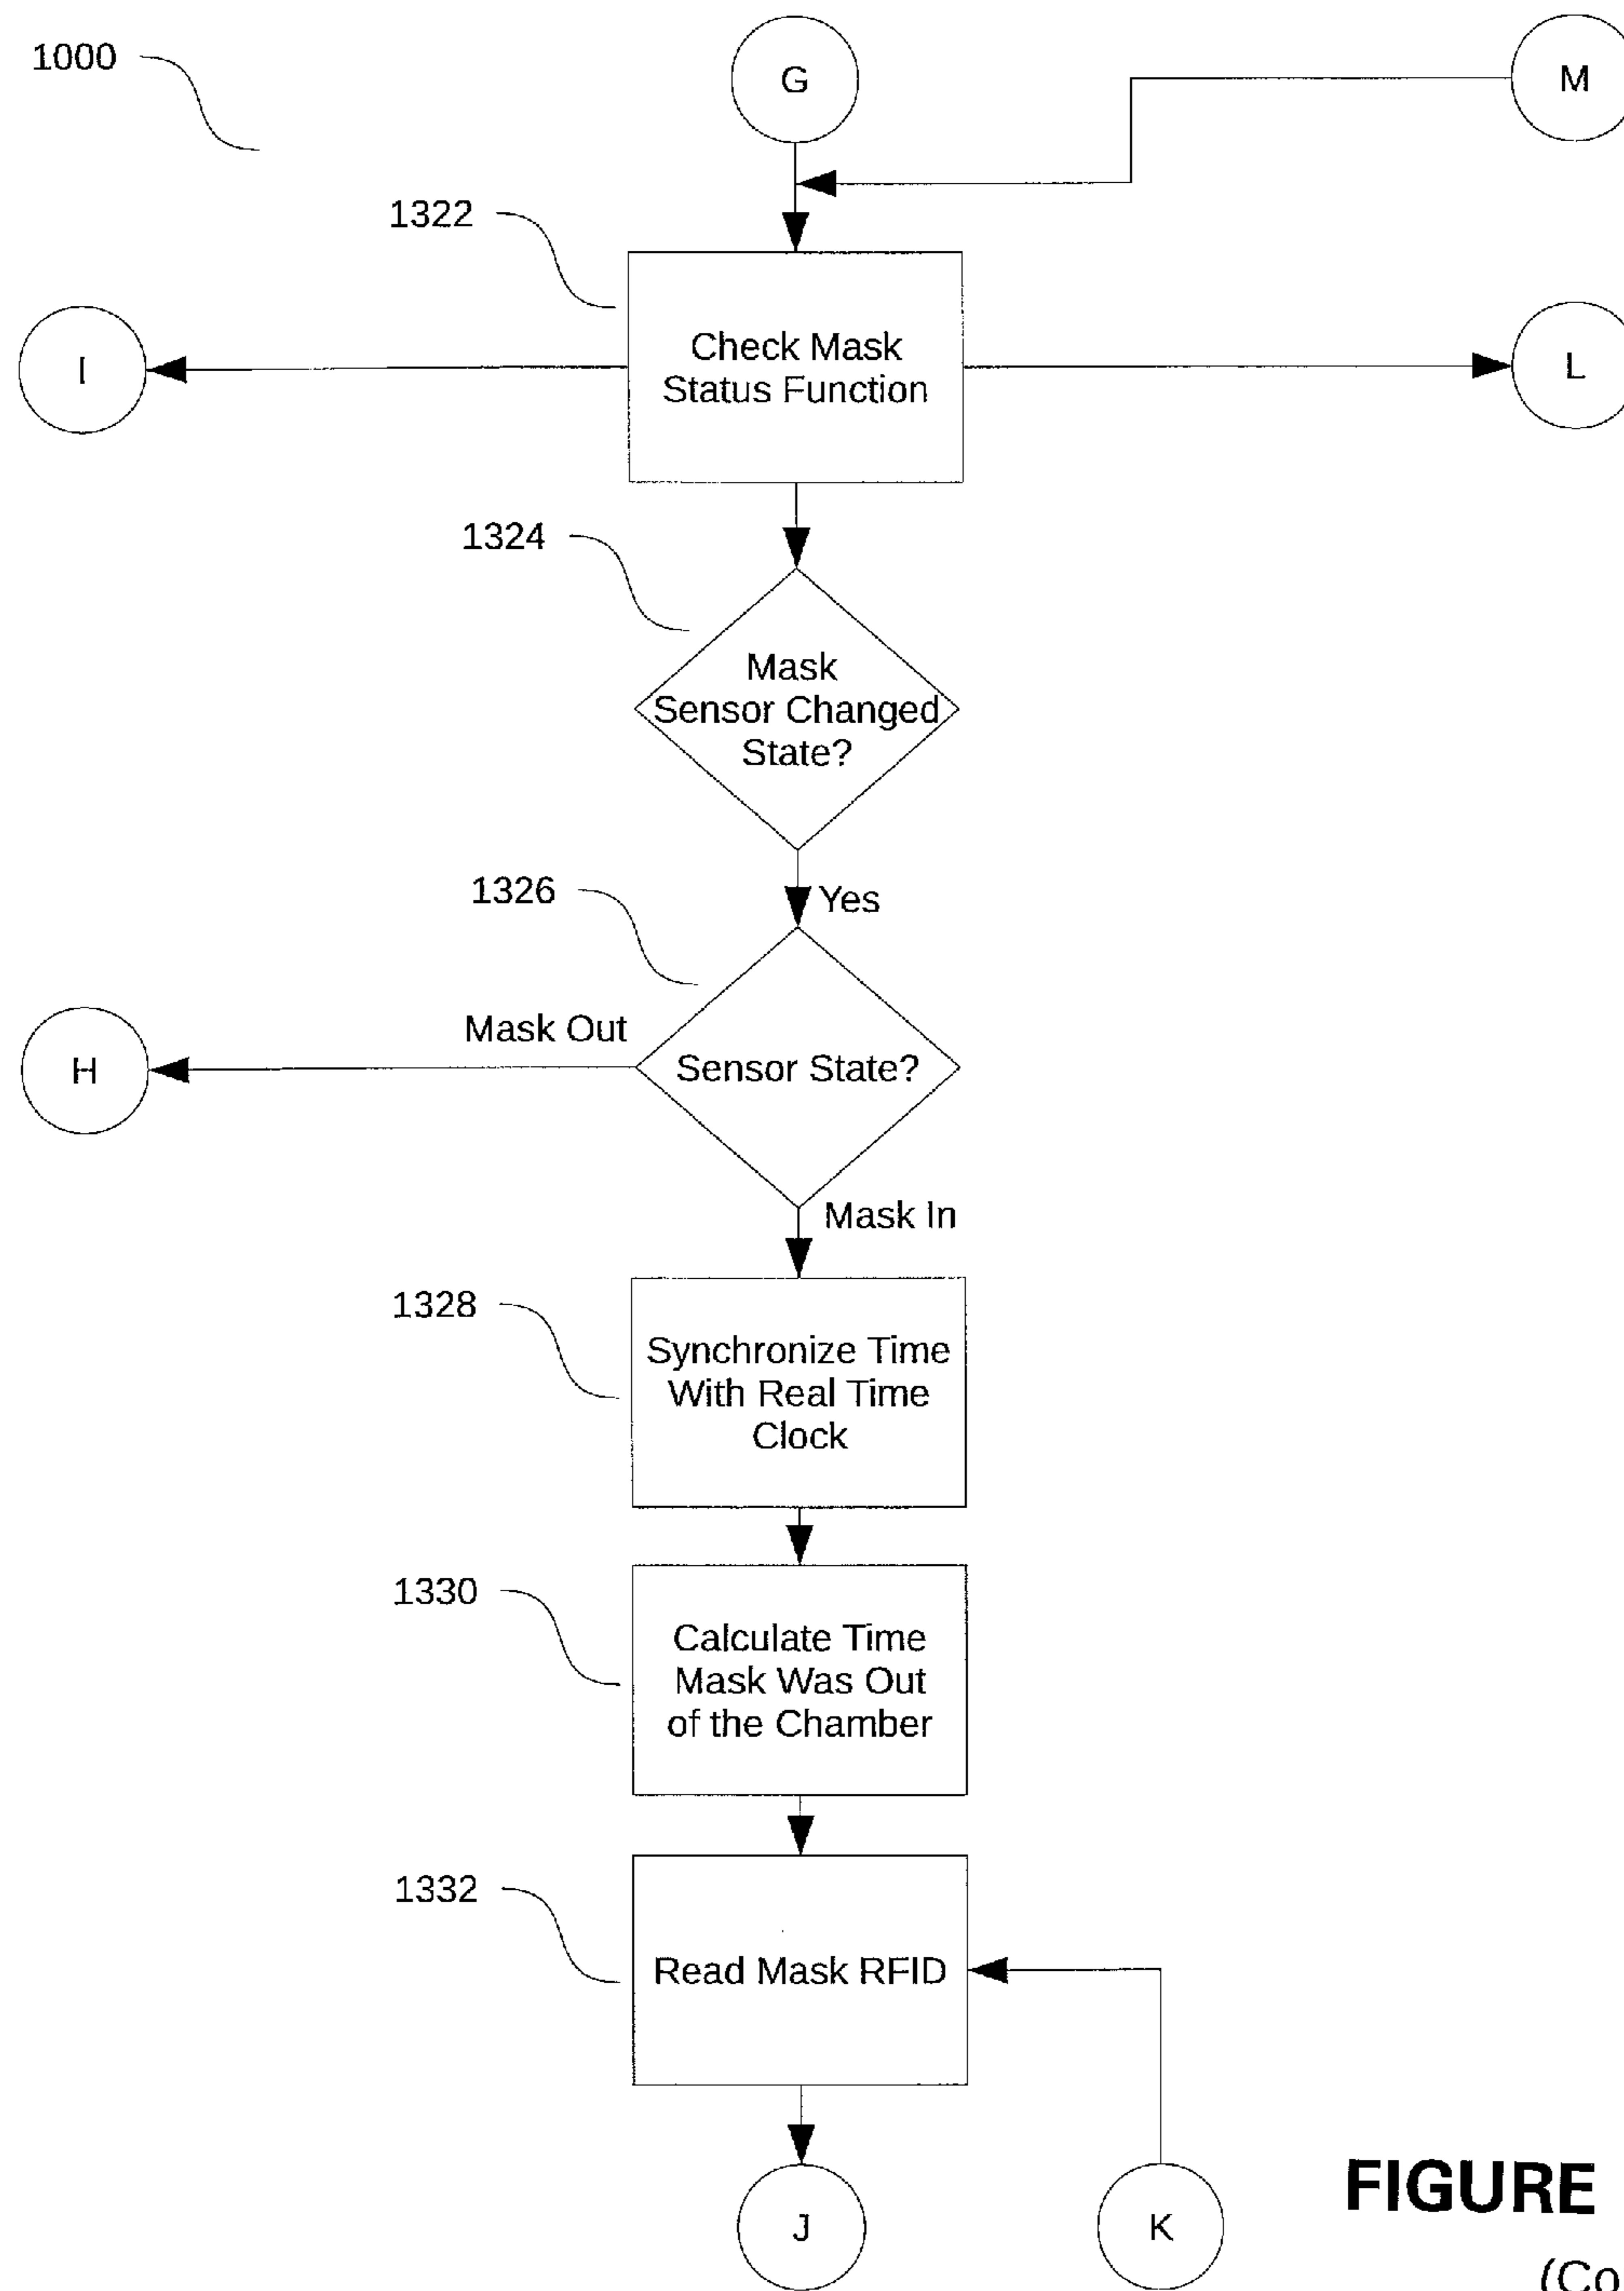 1000
G
M
1322
Check Mask
Status Function
I
L
1324
Mask
Sensor Changed
State?
Yes
1326
Mask Out
Sensor State?
H
Mask In
1328
Synchronize Time
With Real Time
Clock
1330
Calculate Time
Mask Was Out
of the Chamber
1332
Read Mask RFID
J
K
FIGURE